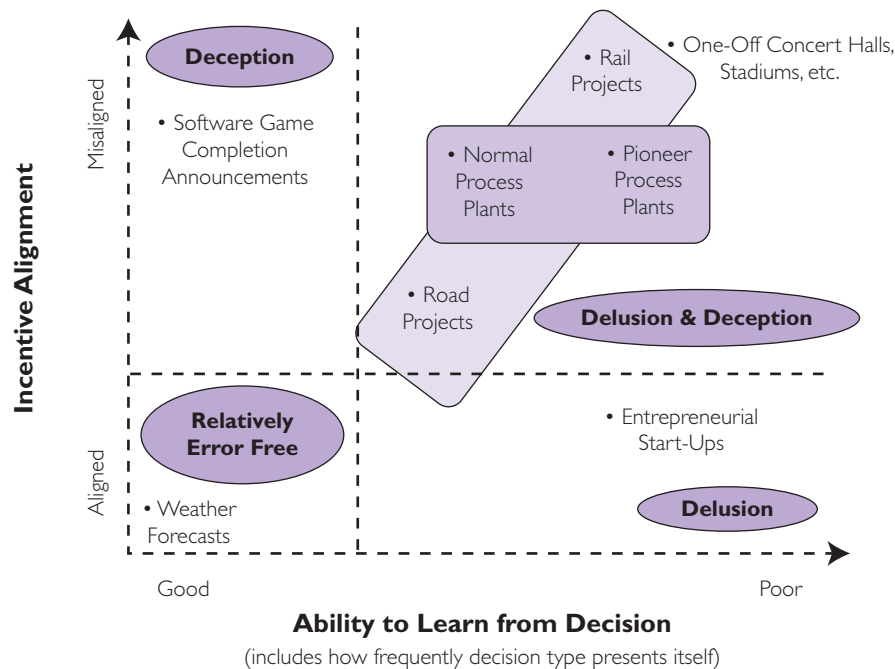 Deception
• Software Game
Completion
Announcements
• Rail
Projects
• One-Off Concert Halls,
Stadiums, etc.
• Normal
Process
Plants
• Pioneer
Process
Plants
• Road
Projects
Delusion & Deception
Relatively
Error Free
• Weather
Forecasts
• Entrepreneurial
Start-Ups
Delusion
Incentive Alignment
Misaligned
Aligned
Good
Poor
Ability to Learn from Decision
(includes how frequently decision type presents itself)